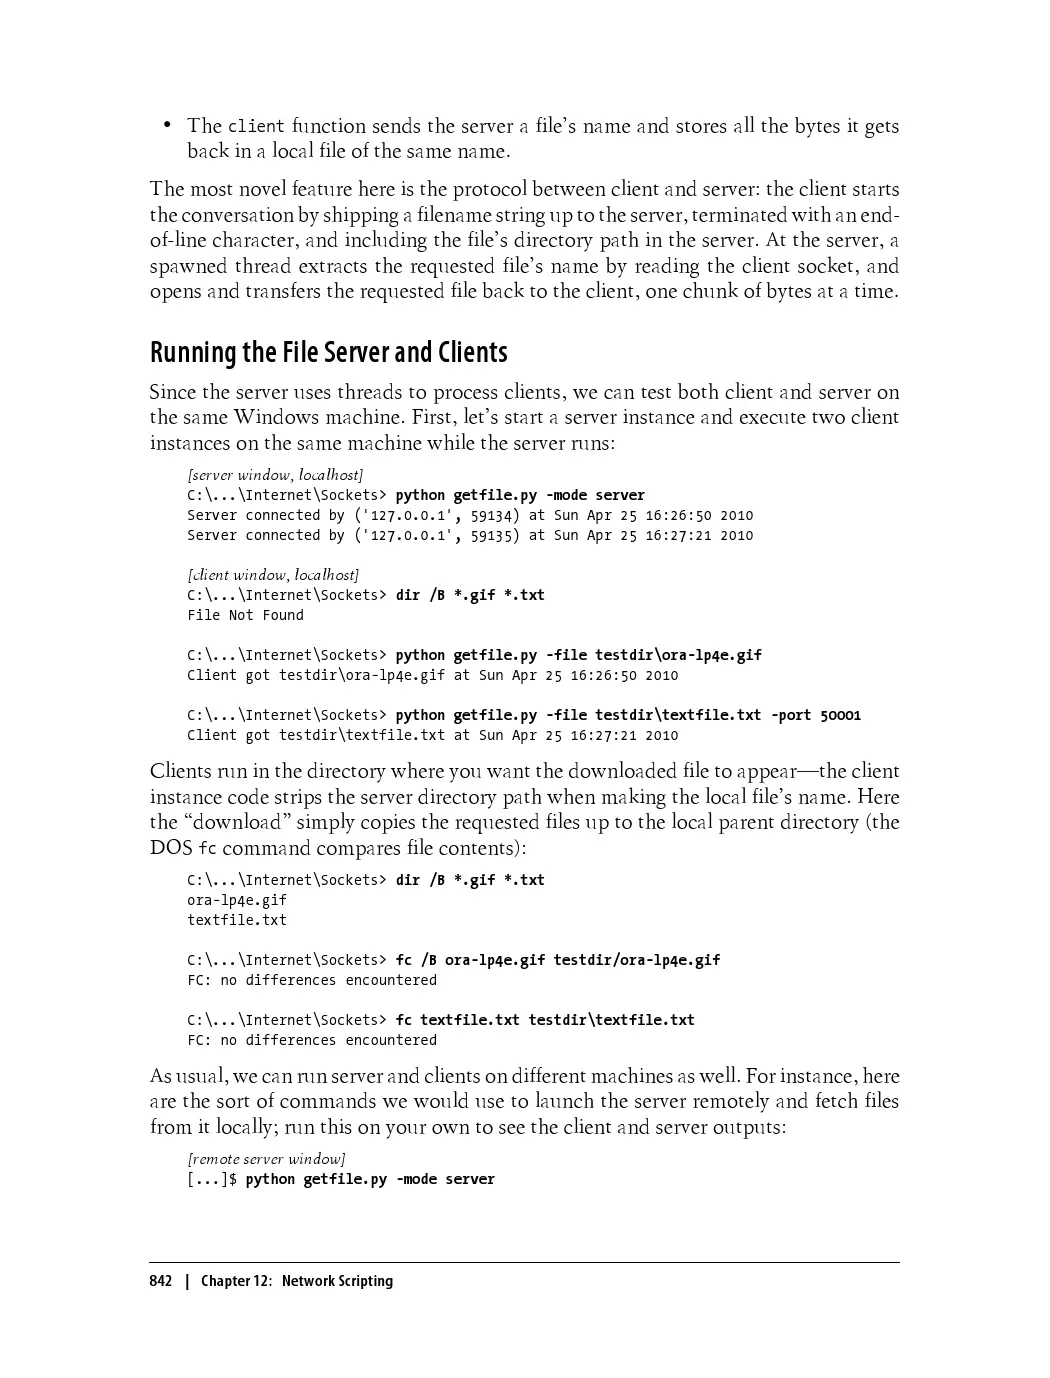 • The client function sends the server a file’s name and stores all the bytes it gets
back in a local file of the same name.
The most novel feature here is the protocol between client and server: the client starts
the conversation by shipping a filename string up to the server, terminated with an end-
of-line character, and including the file’s directory path in the server. At the server, a
spawned thread extracts the requested file’s name by reading the client socket, and
opens and transfers the requested file back to the client, one chunk of bytes at a time.
Running the File Server and Clients
Since the server uses threads to process clients, we can test both client and server on
the same Windows machine. First, let’s start a server instance and execute two client
instances on the same machine while the server runs:
[server window, localhost]
C:\...\Internet\Sockets> python getfile.py -mode server
Server connected by ('127.0.0.1', 59134) at Sun Apr 25 16:26:50 2010
Server connected by ('127.0.0.1', 59135) at Sun Apr 25 16:27:21 2010
[client window, localhost]
C:\...\Internet\Sockets> dir /B *.gif *.txt
File Not Found
C:\...\Internet\Sockets> python getfile.py -file testdir\ora-lp4e.gif
Client got testdir\ora-lp4e.gif at Sun Apr 25 16:26:50 2010
C:\...\Internet\Sockets> python getfile.py -file testdir\textfile.txt -port 50001
Client got testdir\textfile.txt at Sun Apr 25 16:27:21 2010
Clients run in the directory where you want the downloaded file to appear—the client
instance code strips the server directory path when making the local file’s name. Here
the “download” simply copies the requested files up to the local parent directory (the
DOS fc command compares file contents):
C:\...\Internet\Sockets> dir /B *.gif *.txt
ora-lp4e.gif
textfile.txt
C:\...\Internet\Sockets> fc /B ora-lp4e.gif testdir/ora-lp4e.gif
FC: no differences encountered
C:\...\Internet\Sockets> fc textfile.txt testdir\textfile.txt
FC: no differences encountered
As usual, we can run server and clients on different machines as well. For instance, here
are the sort of commands we would use to launch the server remotely and fetch files
from it locally; run this on your own to see the client and server outputs:
[remote server window]
[...]$ python getfile.py -mode server
842 | Chapter 12: Network Scripting